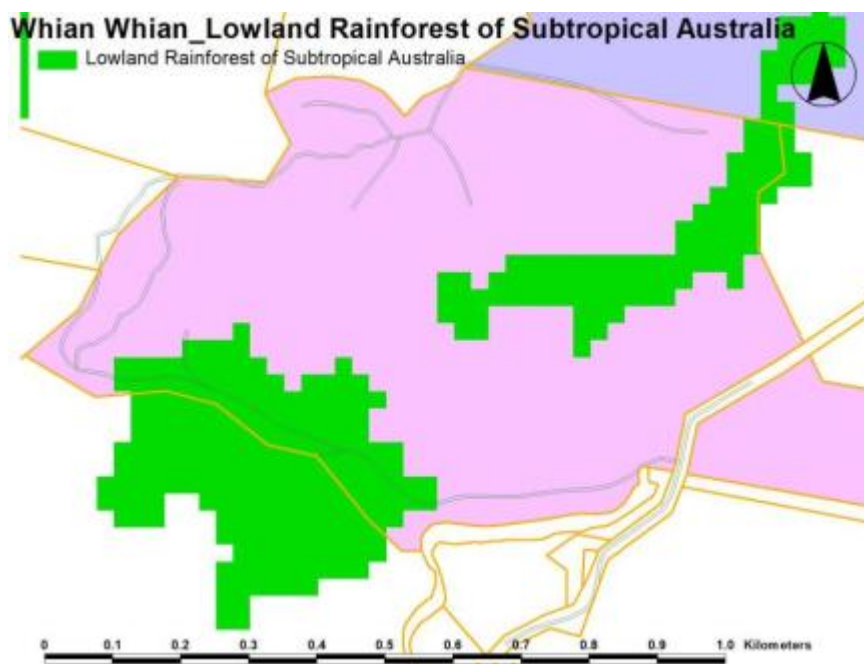 Whian Whian_Lowland Rainforest of Subtropical Australia
Lowland Rainforest of Subtropical Australia
0 0.1 0.2 0.3 0.4 0.5 0.6 0.7 0.8 0.9 1.0 Kilometers